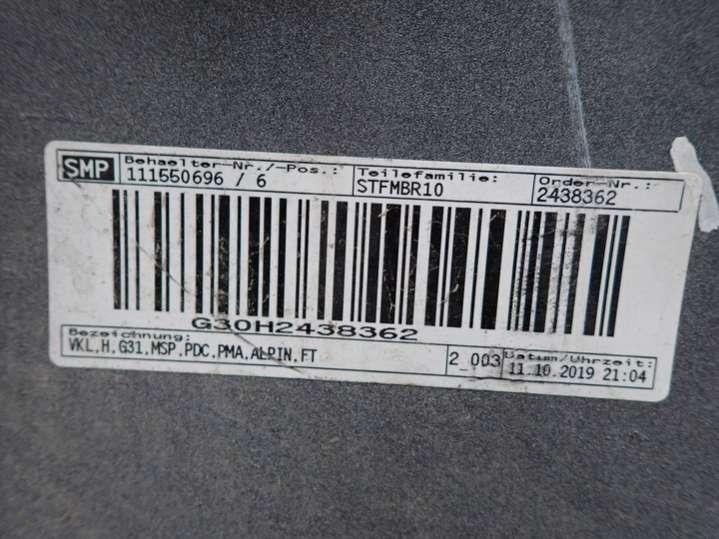 SMP
Behaelter-Nr./-Pos.:
111550696 / 6
Teilefamilie:
STFMBR10
Order-Nr.:
2438362
G30H2438362
Bezeichnung:
VKL,H,G31,MSP,PDC,PMA,ALPIN,FT
2_003
Datum/Uhrzeit:
11.10.2019 21:04